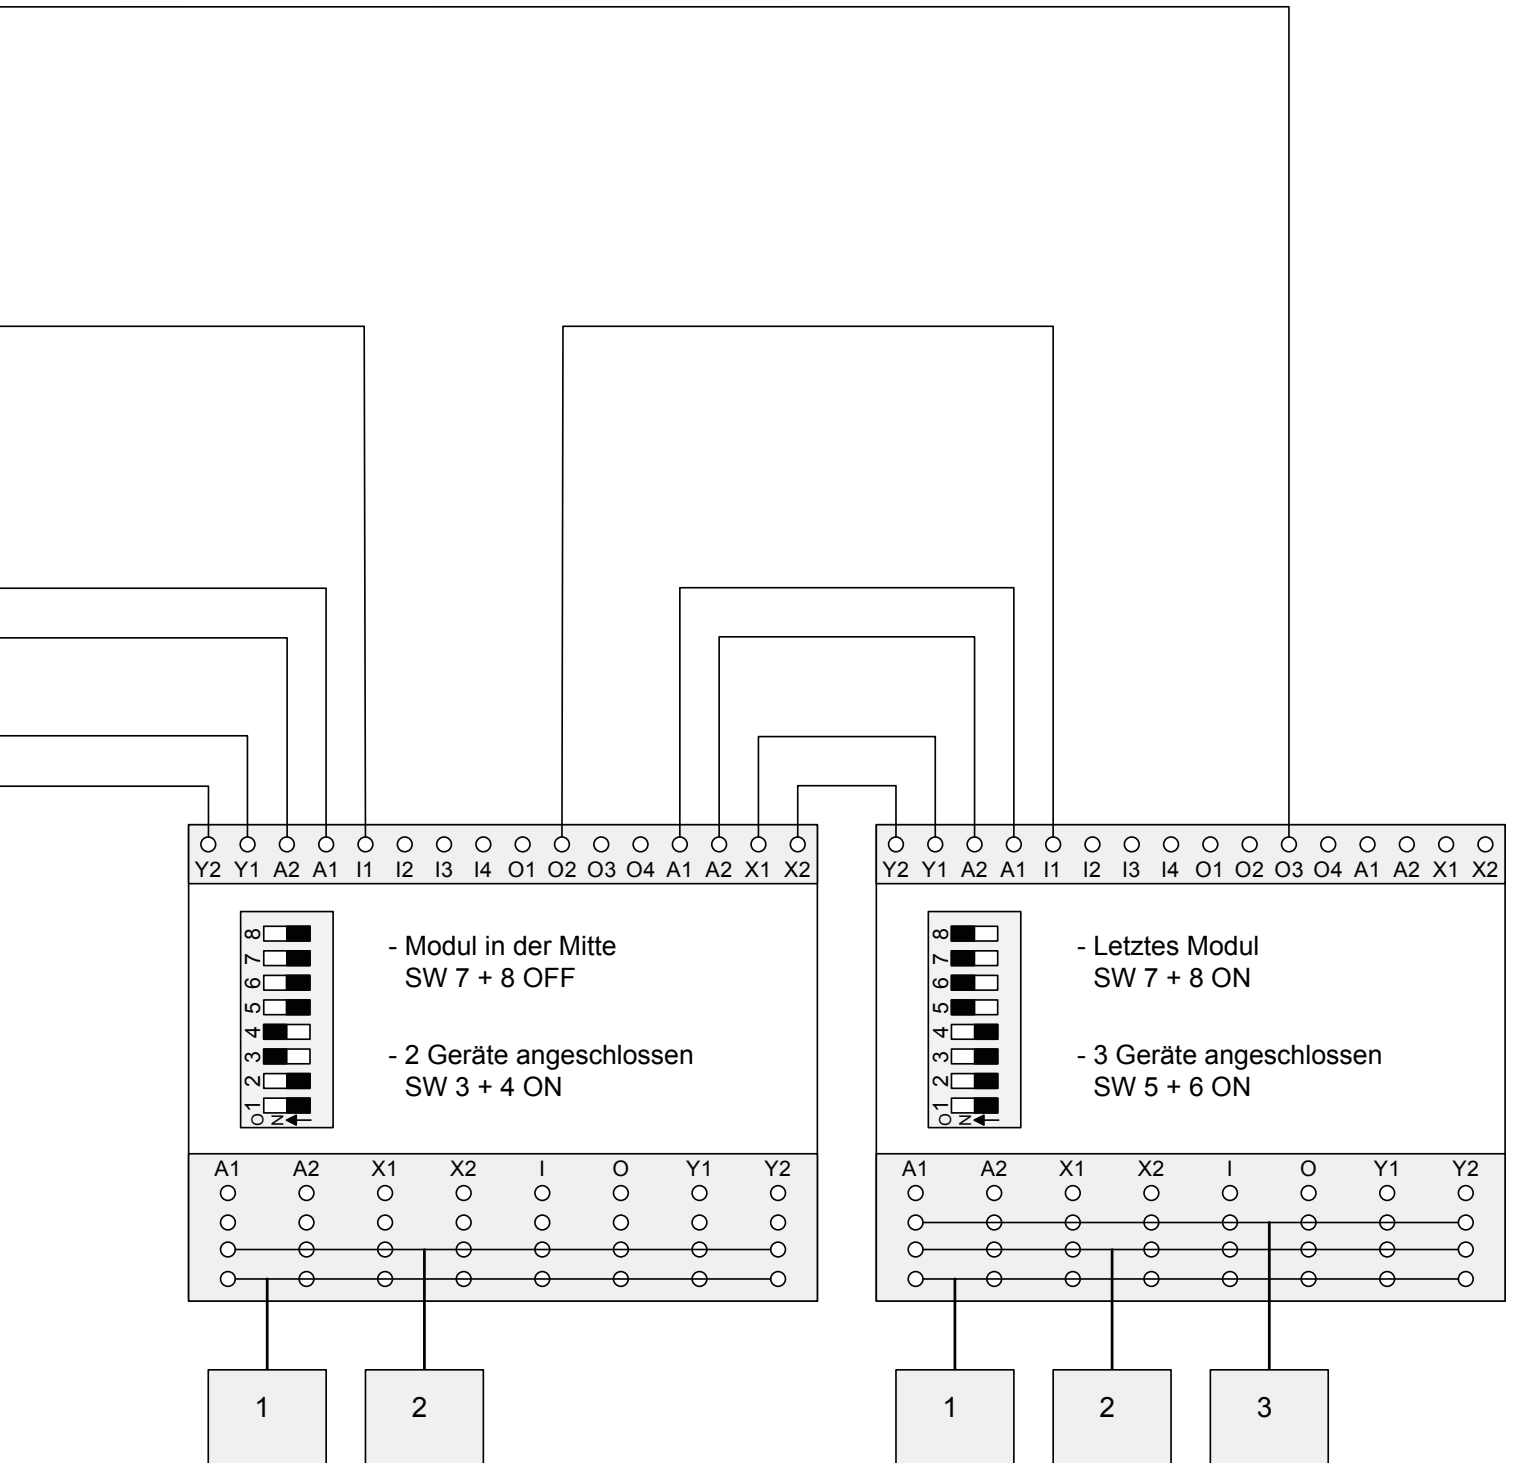 Y2 Y1 A2 A1 I1 I2 I3 I4 O1 O2 O3 O4 A1 A2 X1 X2
8
7
6
5
4
3
2
1
ON
- Modul in der Mitte
SW 7 + 8 OFF
- 2 Geräte angeschlossen
SW 3 + 4 ON
A1 A2 X1 X2 I O Y1 Y2
1 2
Y2 Y1 A2 A1 I1 I2 I3 I4 O1 O2 O3 O4 A1 A2 X1 X2
8
7
6
5
4
3
2
1
ON
- Letztes Modul
SW 7 + 8 ON
- 3 Geräte angeschlossen
SW 5 + 6 ON
A1 A2 X1 X2 I O Y1 Y2
1 2 3